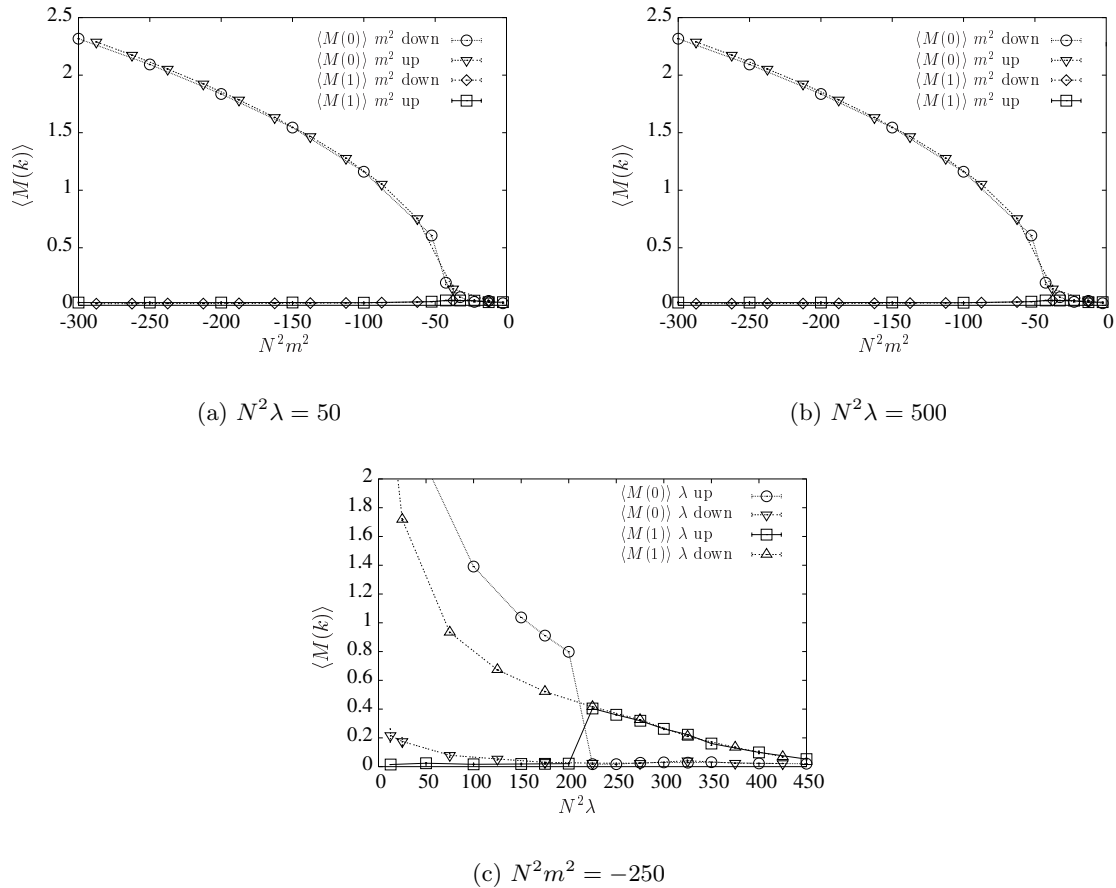 2.5
2
1.5
1
0.5
0
-300 -250 -200 -150 -100 -50 0
⟨M(k)⟩
N²m²
⟨M(0)⟩ m² down
⟨M(0)⟩ m² up
⟨M(1)⟩ m² down
⟨M(1)⟩ m² up
(a) N²λ = 50
2.5
2
1.5
1
0.5
0
-300 -250 -200 -150 -100 -50 0
⟨M(k)⟩
N²m²
⟨M(0)⟩ m² down
⟨M(0)⟩ m² up
⟨M(1)⟩ m² down
⟨M(1)⟩ m² up
(b) N²λ = 500
2
1.8
1.6
1.4
1.2
1
0.8
0.6
0.4
0.2
0
0 50 100 150 200 250 300 350 400 450
⟨M(k)⟩
N²λ
⟨M(0)⟩ λ up
⟨M(0)⟩ λ down
⟨M(1)⟩ λ up
⟨M(1)⟩ λ down
(c) N²m² = −250